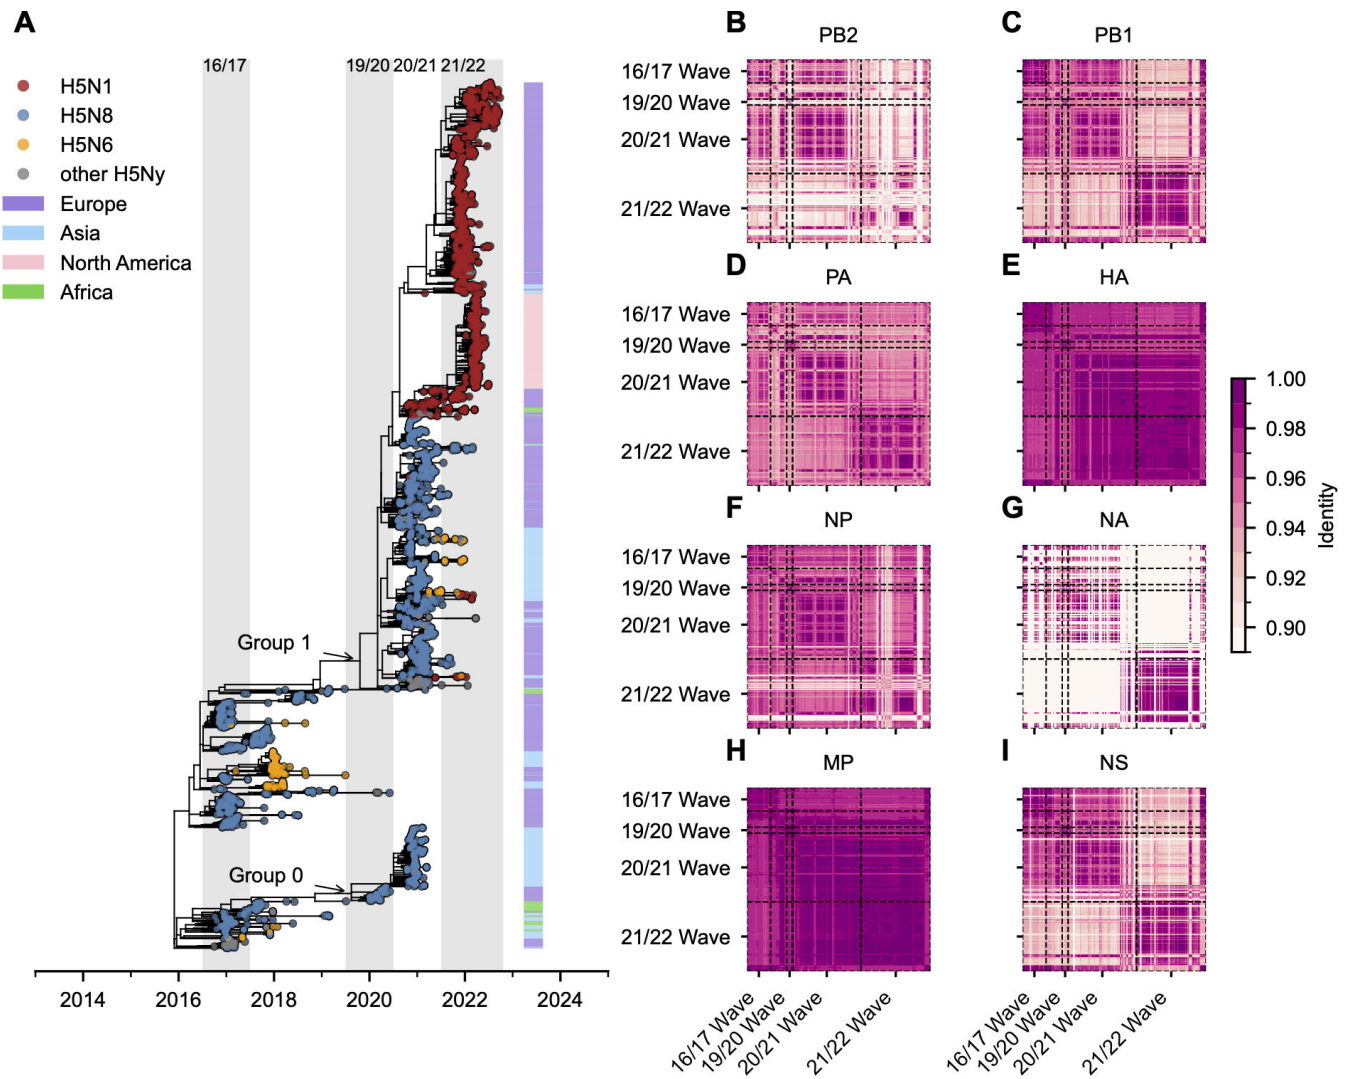 A
16/17
19/20
20/21
21/22
H5N1
H5N8
H5N6
other H5Ny
Europe
Asia
North America
Africa
Group 1
Group 0
2014
2016
2018
2020
2022
2024
B
PB2
16/17 Wave
19/20 Wave
20/21 Wave
21/22 Wave
C
PB1
D
PA
16/17 Wave
19/20 Wave
20/21 Wave
21/22 Wave
E
HA
F
NP
16/17 Wave
19/20 Wave
20/21 Wave
21/22 Wave
G
NA
H
MP
16/17 Wave
19/20 Wave
20/21 Wave
21/22 Wave
16/17 Wave
19/20 Wave
20/21 Wave
21/22 Wave
I
NS
16/17 Wave
19/20 Wave
20/21 Wave
21/22 Wave
1.00
0.98
0.96
0.94
0.92
0.90
Identity